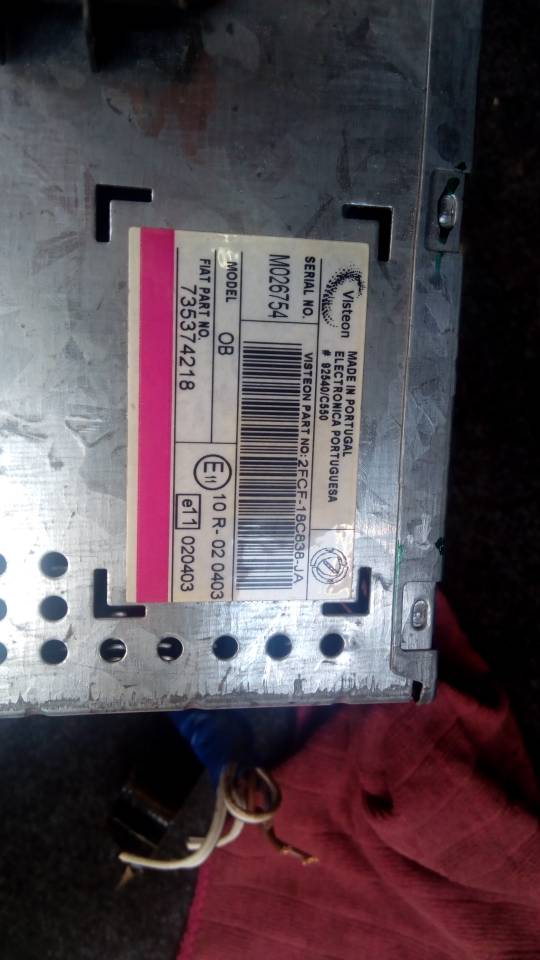 Visteon
MADE IN PORTUGAL
ELECTRONICA PORTUGUESA
# 92540/C550
SERIAL NO.
M026754
VISTEON PART NO: 2FCF-18C838-JA
MODEL OB
FIAT PART NO.
735374218
E11 10 R- 02 0403
e11 020403